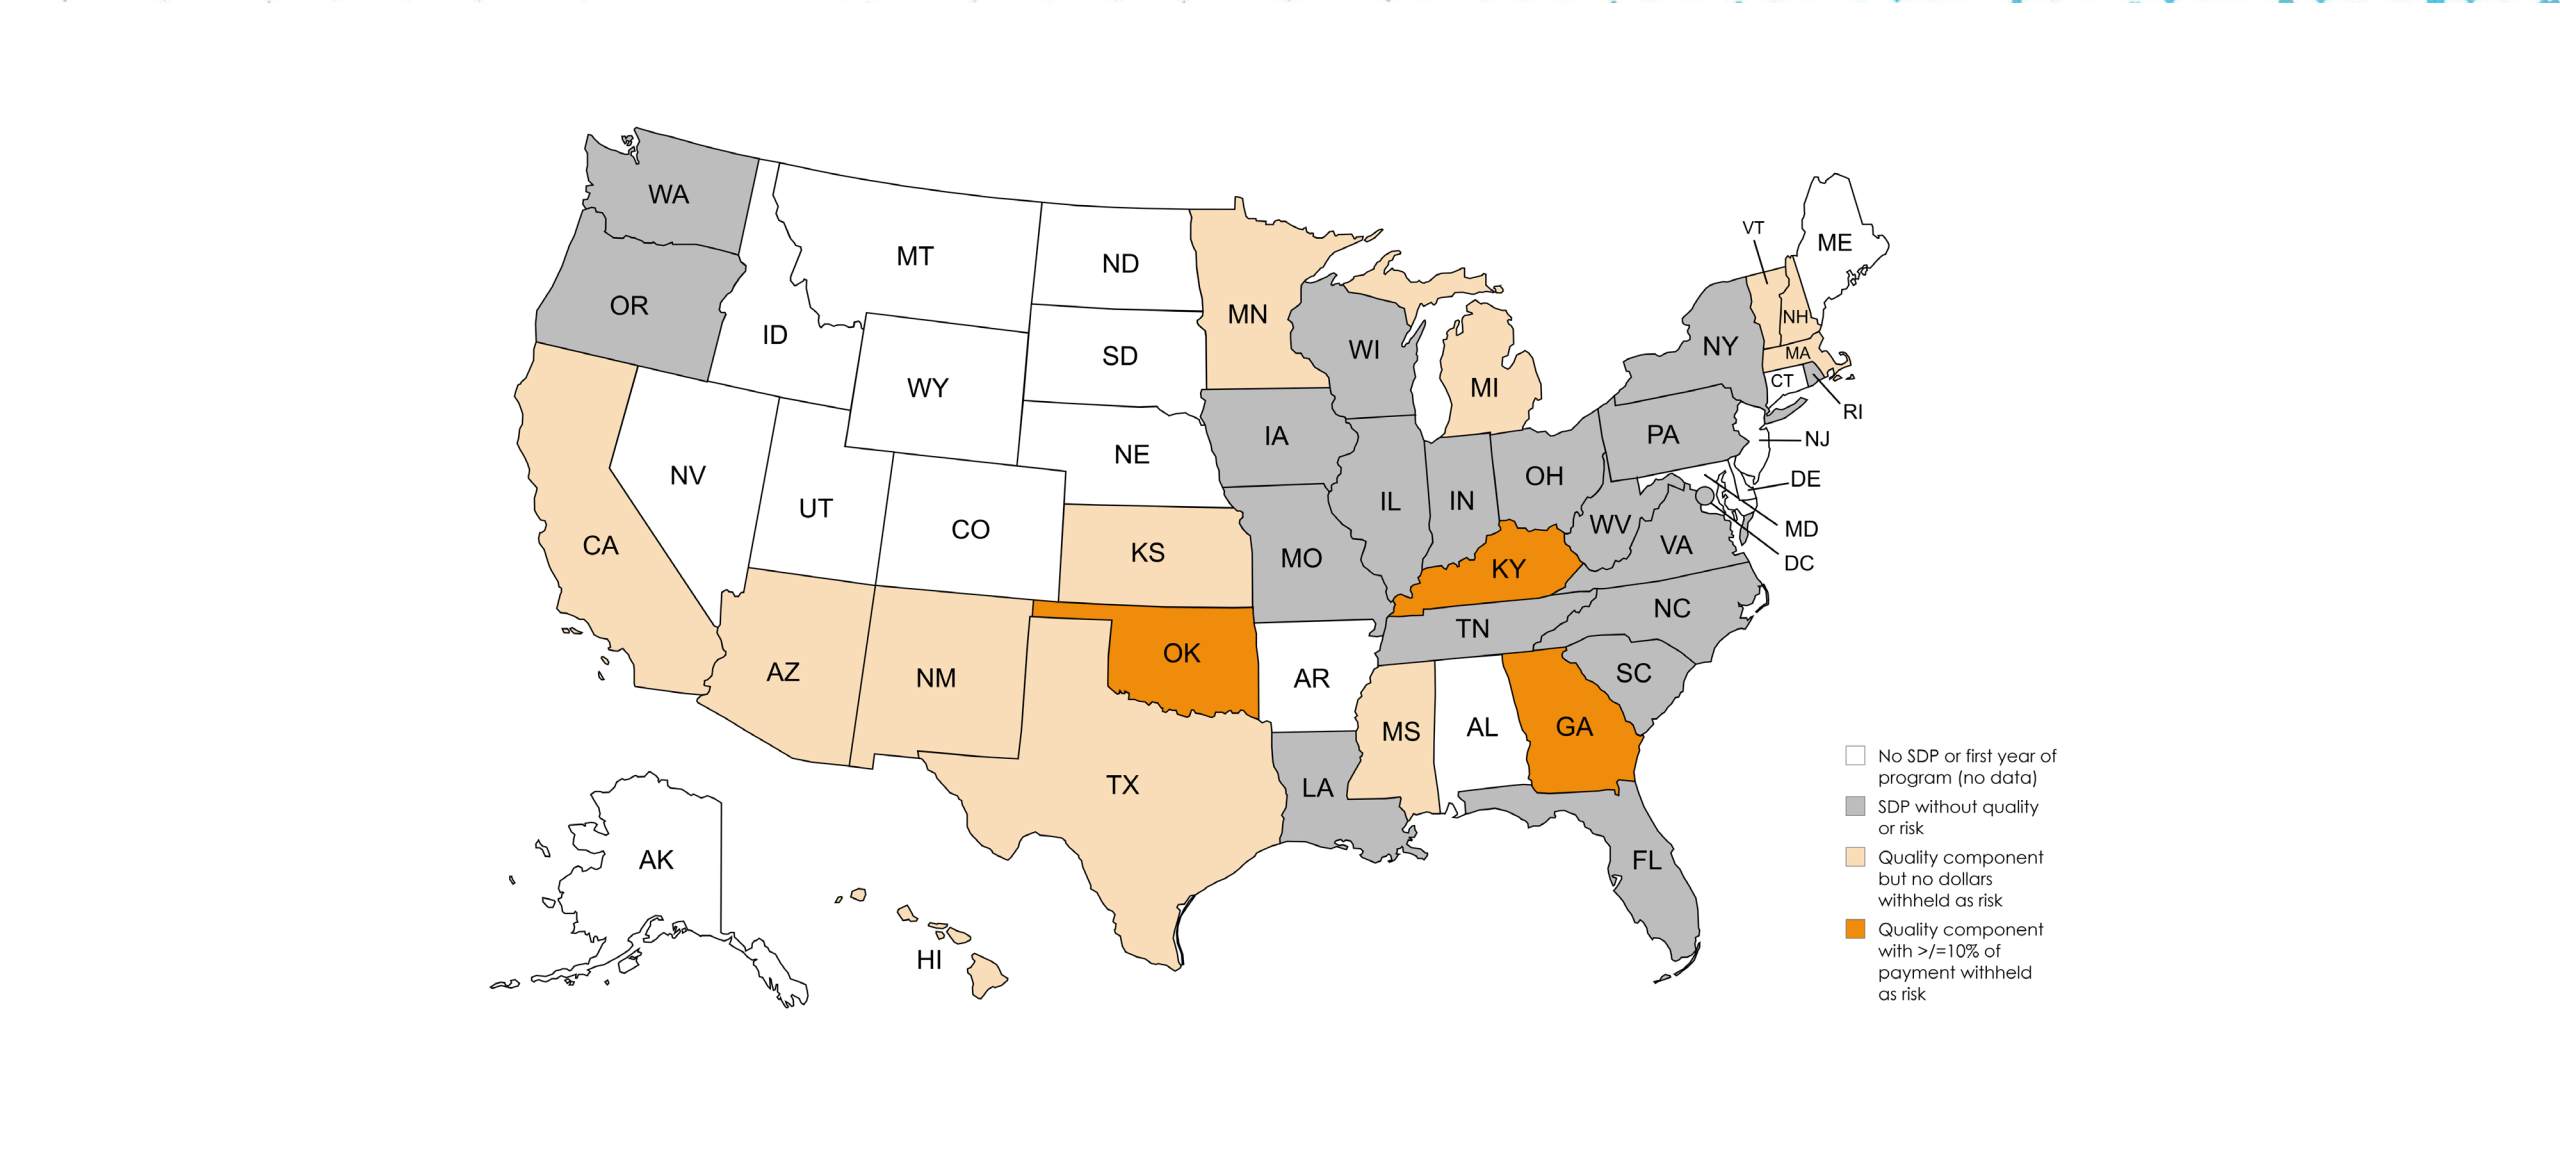 WA
VT
ME
MT
ND
OR
MN
NH
ID
SD
WI
NY
MA
WY
MI
CT
RI
IA
PA
NJ
NE
NV
OH
DE
UT
IL
IN
CO
WV
MD
CA
KS
MO
VA
DC
KY
NC
TN
OK
AZ
NM
AR
SC
MS
AL
GA
TX
LA
AK
FL
HI
No SDP or first year of
program (no data)
SDP without quality
or risk
Quality component
but no dollars
withheld as risk
Quality component
with >/=10% of
payment withheld
as risk